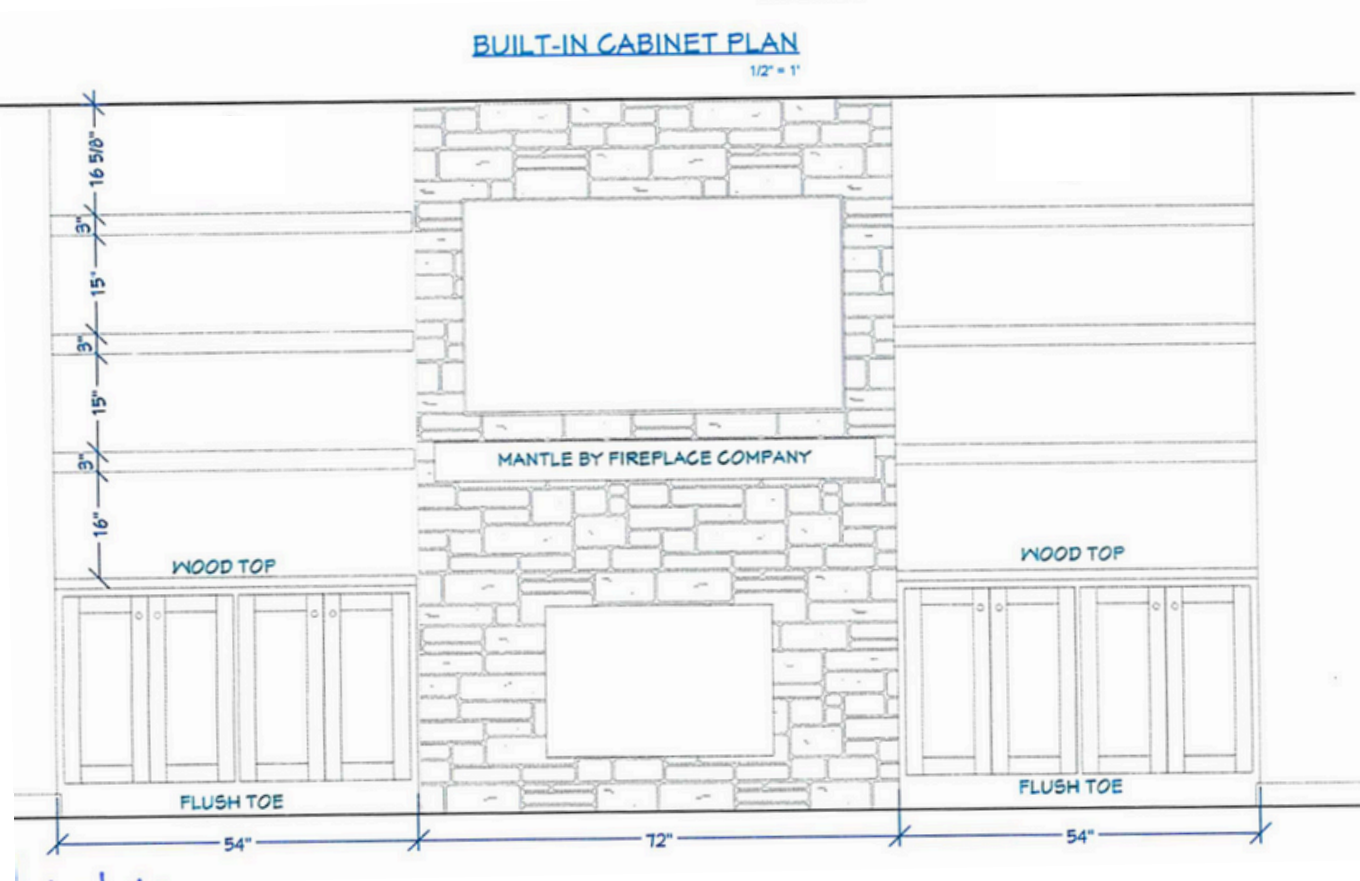 BUILT-IN CABINET PLAN
1/2" = 1'
16 5/8"
3"
15"
3"
15"
3"
16"
MANTLE BY FIREPLACE COMPANY
WOOD TOP
WOOD TOP
FLUSH TOE
FLUSH TOE
54"
72"
54"